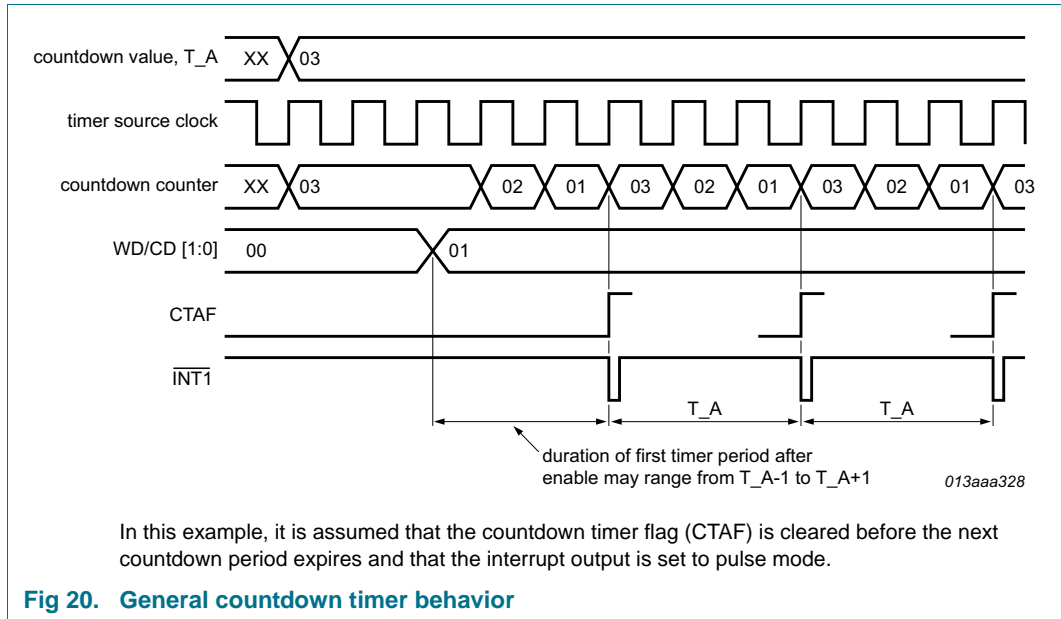 countdown value, T_A XX 03
timer source clock
countdown counter XX 03 02 01 03 02 01 03 02 01 03
WD/CD [1:0] 00 01
CTAF
INT1
T_A T_A
duration of first timer period after
enable may range from T_A-1 to T_A+1
013aaa328
In this example, it is assumed that the countdown timer flag (CTAF) is cleared before the next
countdown period expires and that the interrupt output is set to pulse mode.
Fig 20. General countdown timer behavior